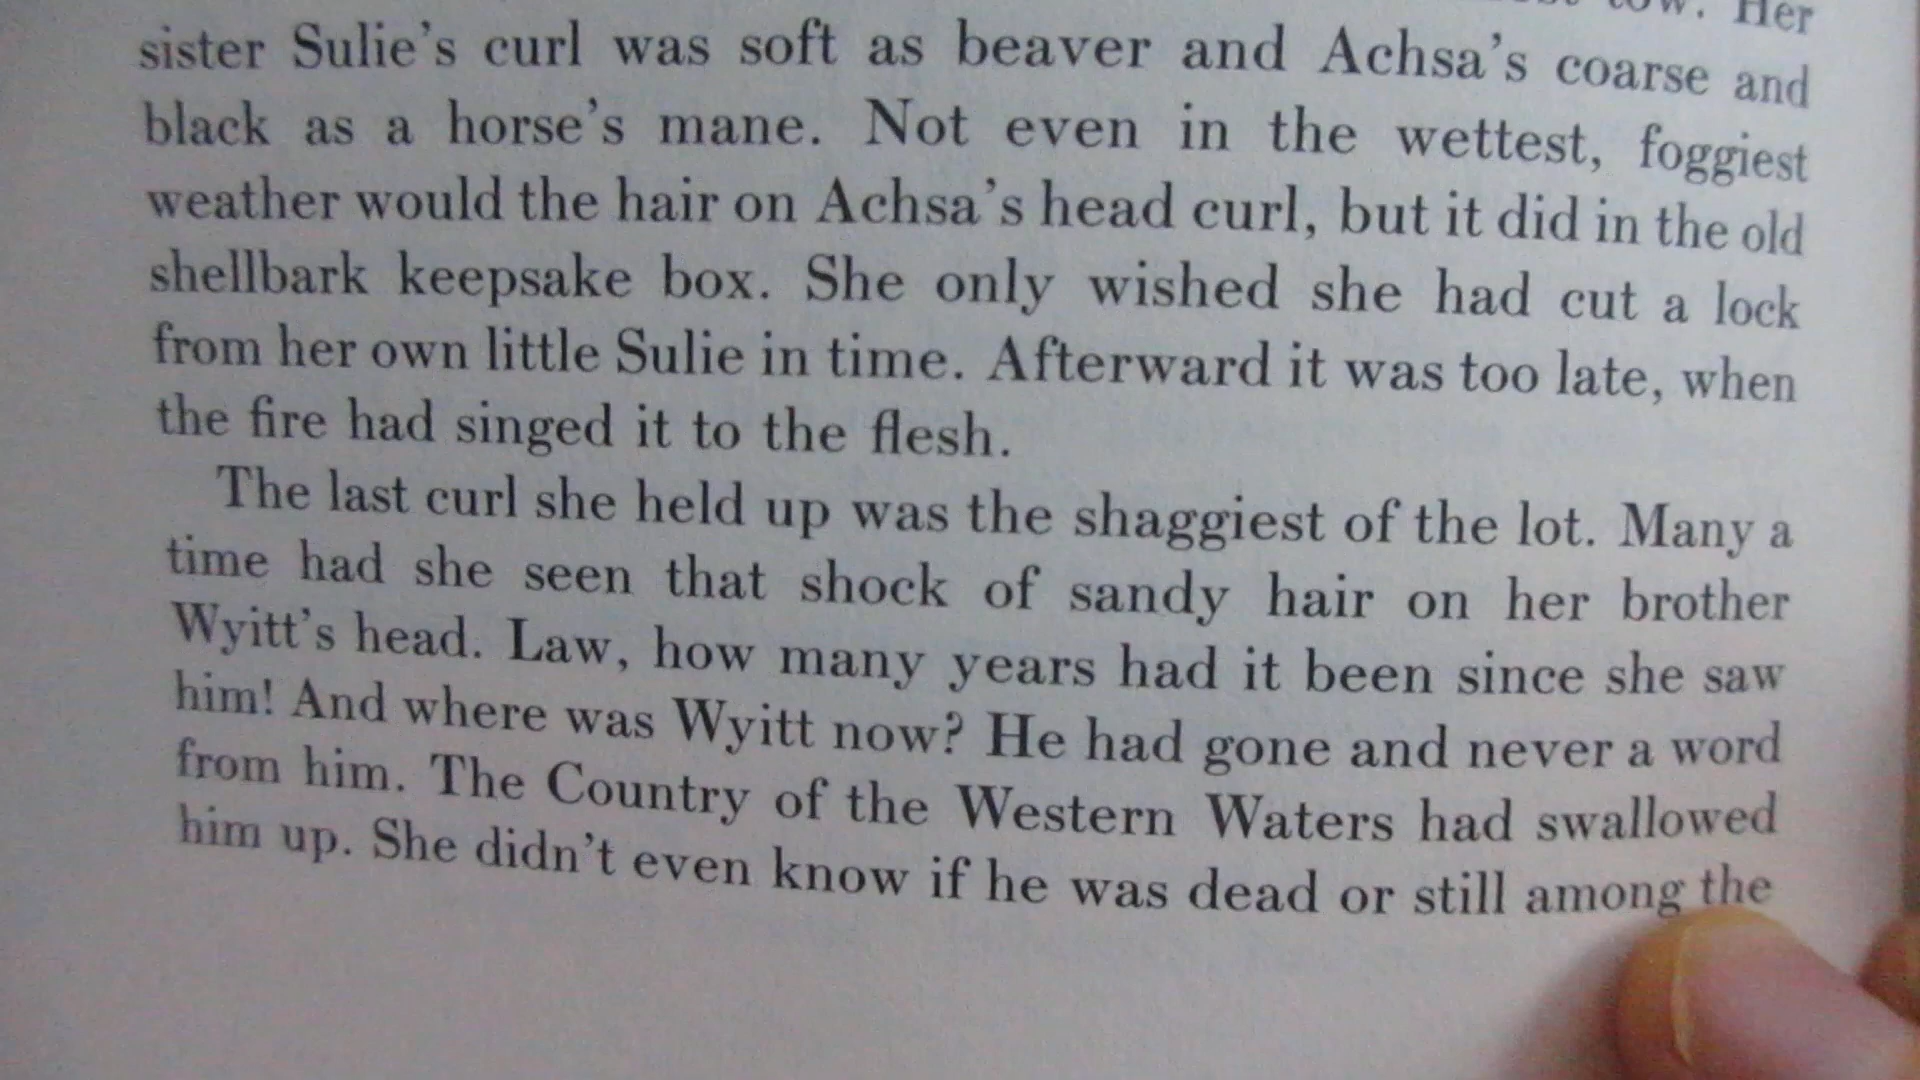 Her
sister Sulie's curl was soft as beaver and Achsa's coarse and
black as a horse's mane. Not even in the wettest, foggiest
weather would the hair on Achsa's head curl, but it did in the old
shellbark keepsake box. She only wished she had cut a lock
from her own little Sulie in time. Afterward it was too late, when
the fire had singed it to the flesh.
The last curl she held up was the shaggiest of the lot. Many a
time had she seen that shock of sandy hair on her brother
Wyitt's head. Law, how many years had it been since she saw
him! And where was Wyitt now? He had gone and never a word
from him. The Country of the Western Waters had swallowed
him up. She didn't even know if he was dead or still among the